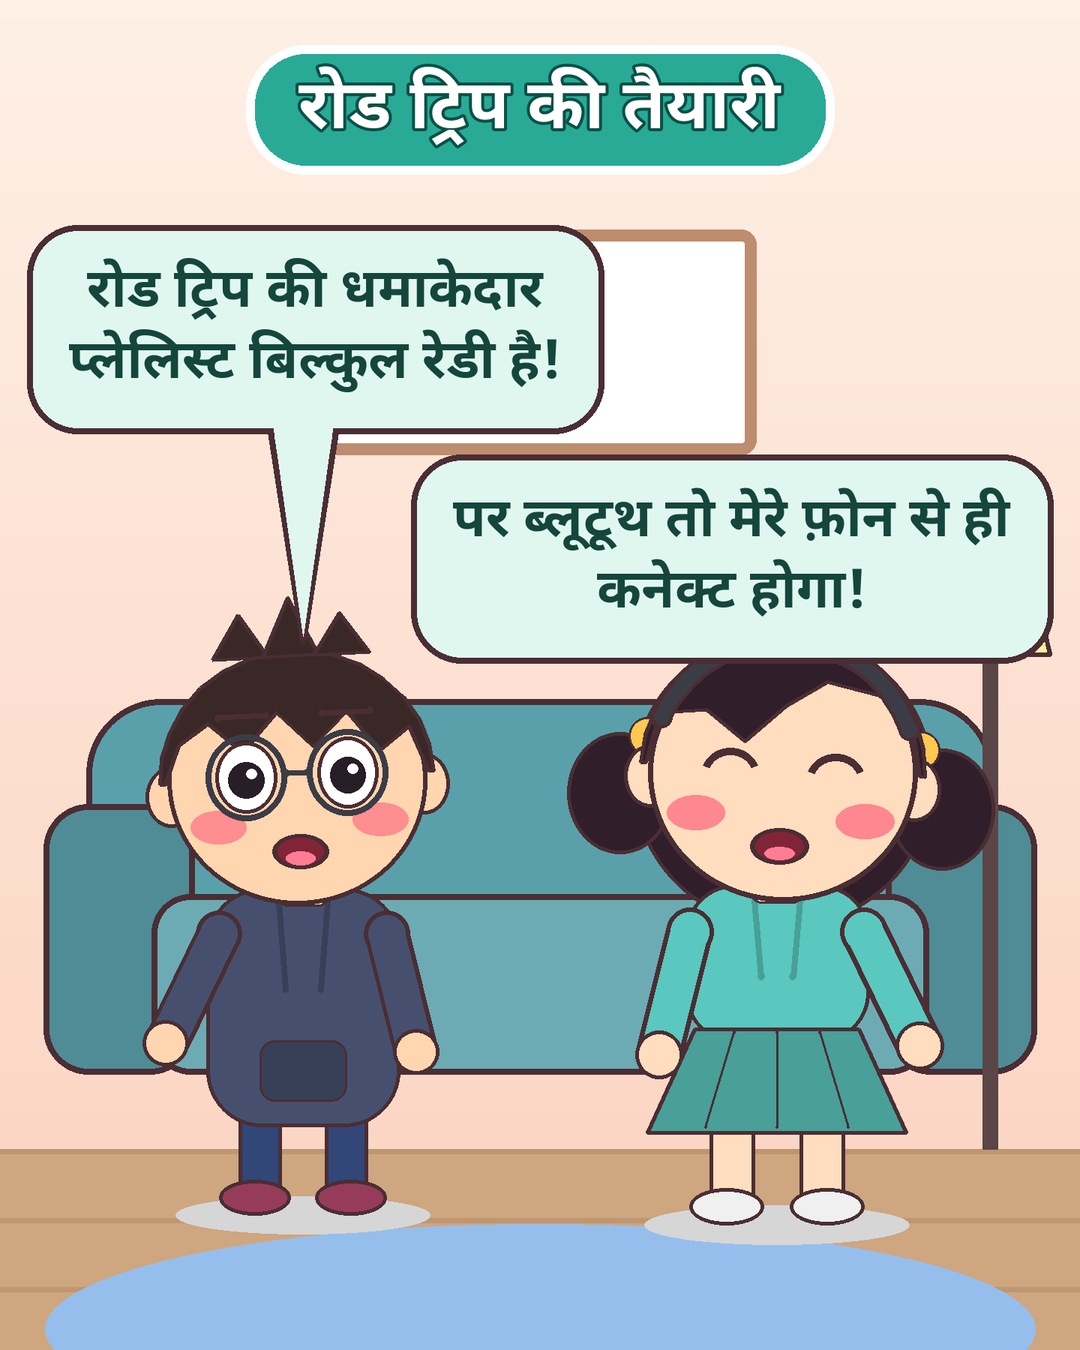 रोड ट्रिप की तैयारी
रोड ट्रिप की धमाकेदार
प्लेलिस्ट बिल्कुल रेडी है!
पर ब्लूटूथ तो मेरे फ़ोन से ही
कनेक्ट होगा!